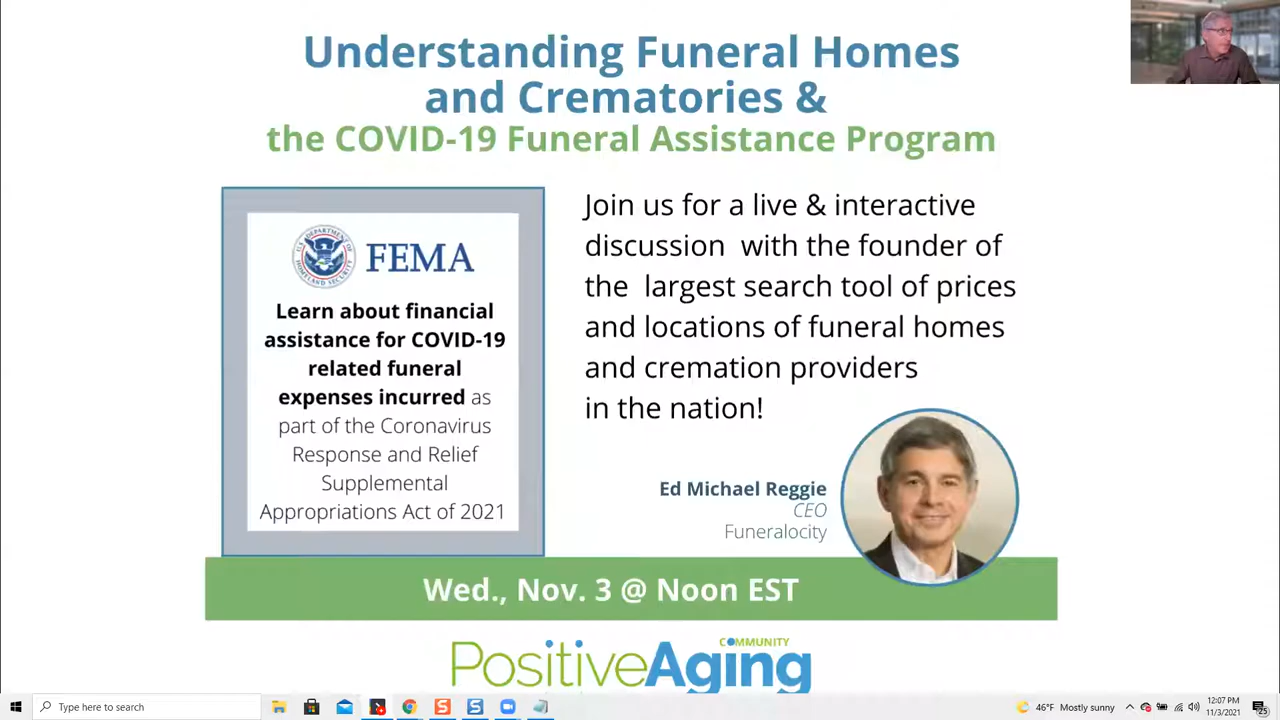 Understanding Funeral Homes
and Crematories &
the COVID-19 Funeral Assistance Program
FEMA
Learn about financial
assistance for COVID-19
related funeral
expenses incurred as
part of the Coronavirus
Response and Relief
Supplemental
Appropriations Act of 2021
Join us for a live & interactive
discussion with the founder of
the largest search tool of prices
and locations of funeral homes
and cremation providers
in the nation!
Ed Michael Reggie
CEO
Funeralocity
Wed., Nov. 3 @ Noon EST
COMMUNITY
PositiveAging
Type here to search
46°F Mostly sunny
12:07 PM
11/3/2021